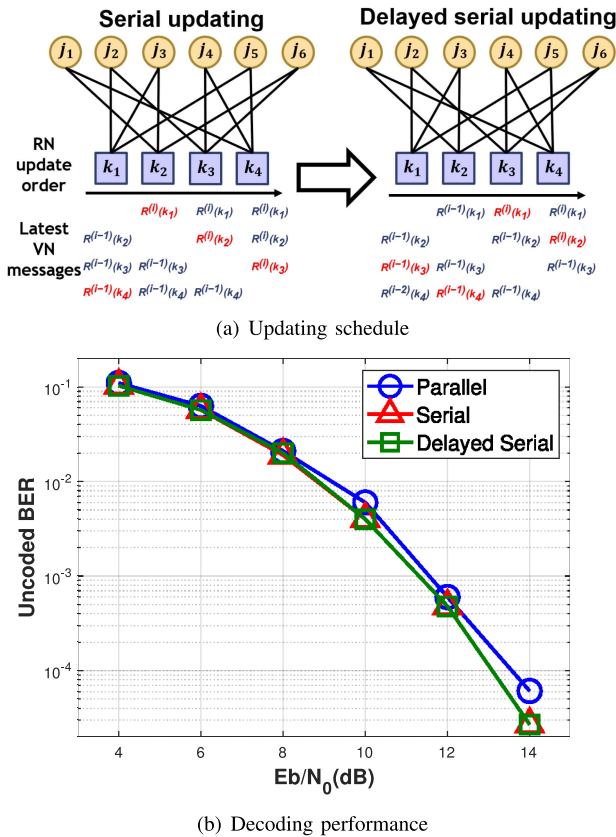 Serial updating
Delayed serial updating
j1 j2 j3 j4 j5 j6
j1 j2 j3 j4 j5 j6
RN
update
order
k1 k2 k3 k4
k1 k2 k3 k4
Latest
VN
messages
R(i)(k1) R(i)(k1) R(i)(k1)
R(i-1)(k2) R(i)(k2) R(i)(k2)
R(i-1)(k3) R(i-1)(k3) R(i)(k3)
R(i-1)(k4) R(i-1)(k4) R(i-1)(k4)
R(i-1)(k1) R(i)(k1) R(i)(k1)
R(i-1)(k2) R(i-1)(k2) R(i)(k2)
R(i-1)(k3) R(i-1)(k3) R(i-1)(k3)
R(i-2)(k4) R(i-1)(k4) R(i-1)(k4)
(a) Updating schedule
Parallel
Serial
Delayed Serial
Uncoded BER
10-1
10-2
10-3
10-4
4 6 8 10 12 14
Eb/N0(dB)
(b) Decoding performance